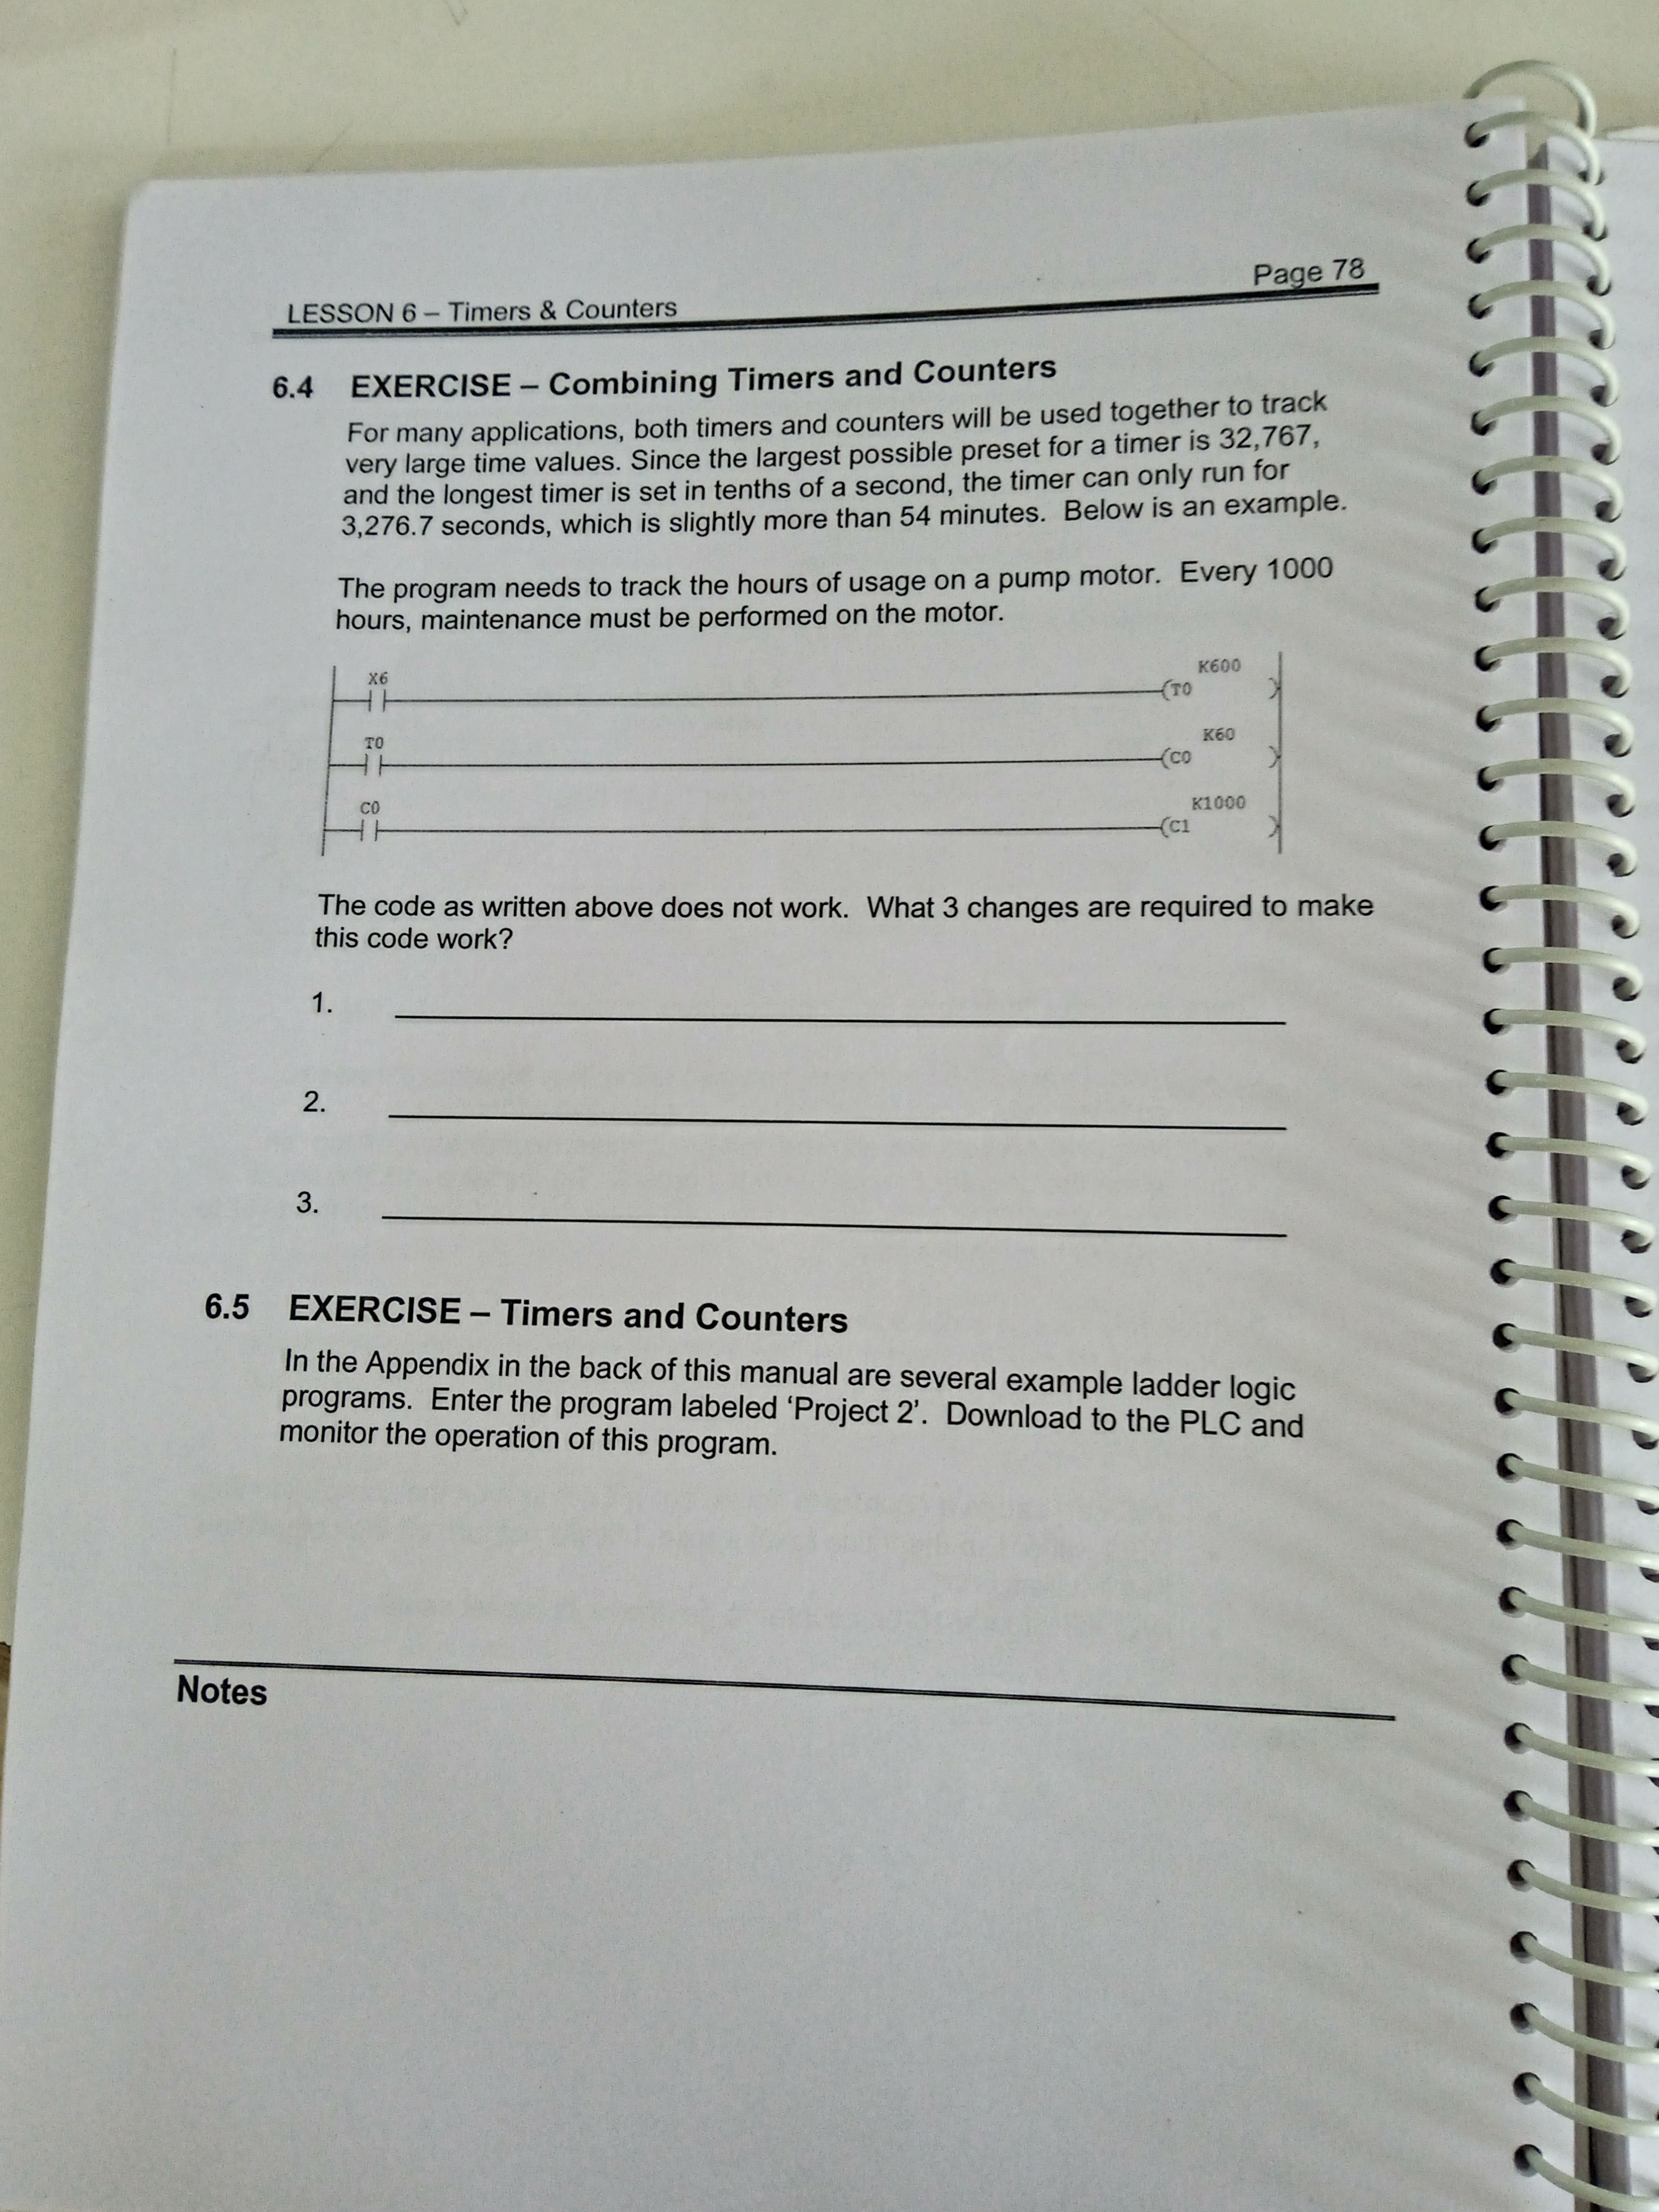 Page 78
LESSON 6 – Timers & Counters
6.4 EXERCISE – Combining Timers and Counters
For many applications, both timers and counters will be used together to track
very large time values. Since the largest possible preset for a timer is 32,767,
and the longest timer is set in tenths of a second, the timer can only run for
3,276.7 seconds, which is slightly more than 54 minutes. Below is an example.
The program needs to track the hours of usage on a pump motor. Every 1000
hours, maintenance must be performed on the motor.
X6 K600
(T0 )
T0 K60
(C0 )
C0 K1000
(C1 )
The code as written above does not work. What 3 changes are required to make
this code work?
1.
2.
3.
6.5 EXERCISE – Timers and Counters
In the Appendix in the back of this manual are several example ladder logic
programs. Enter the program labeled ‘Project 2’. Download to the PLC and
monitor the operation of this program.
Notes